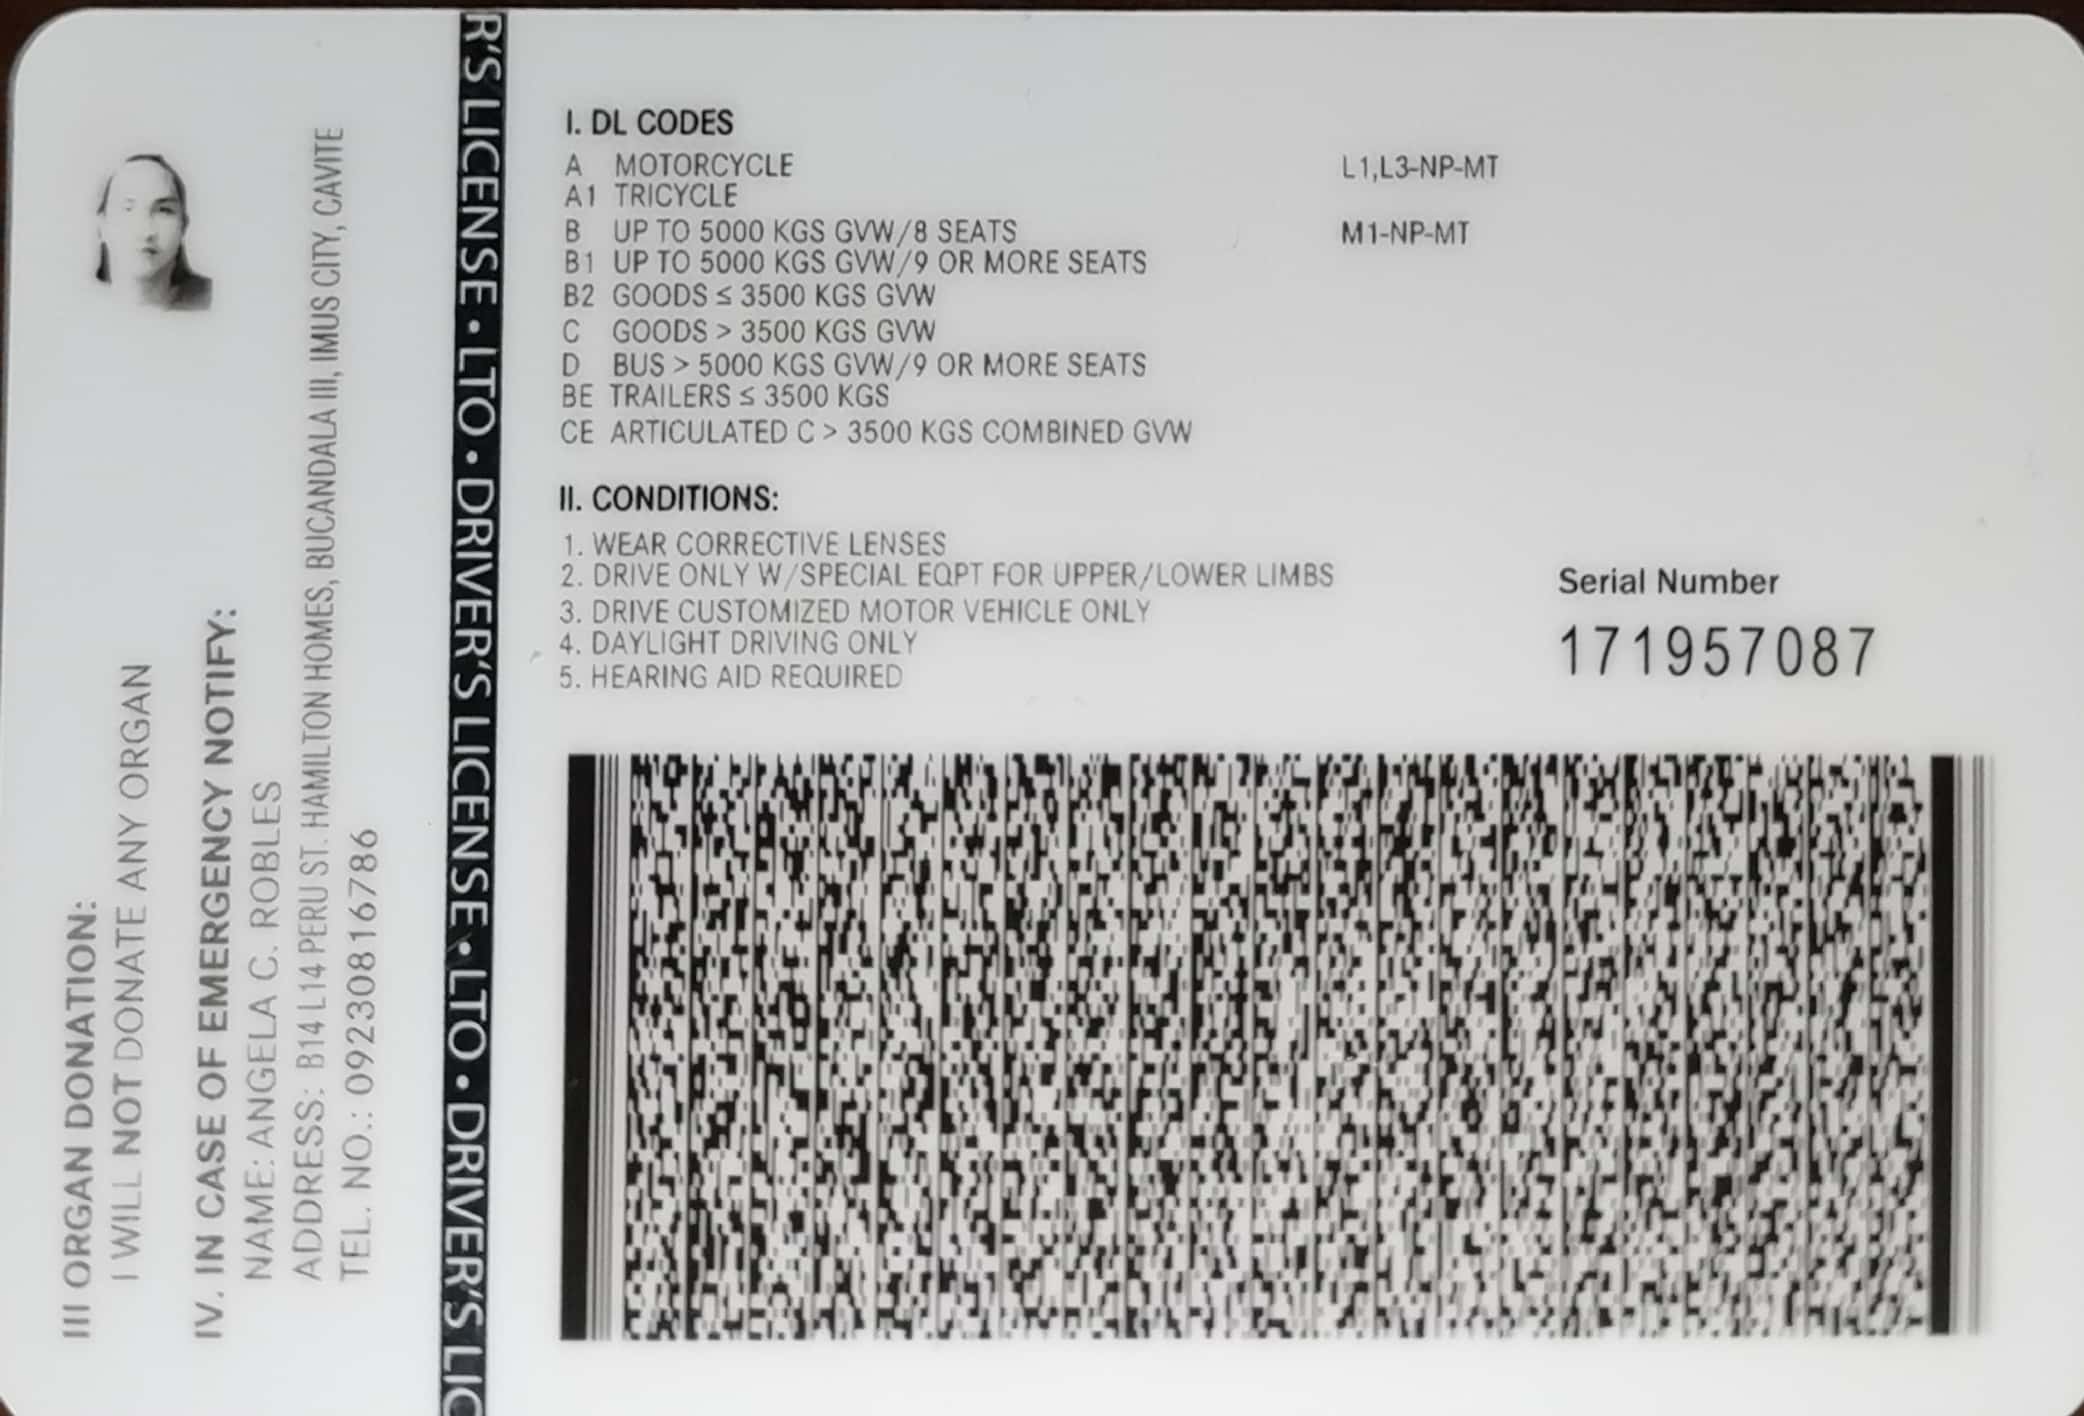 I. DL CODES
A MOTORCYCLE L1,L3-NP-MT
A1 TRICYCLE
B UP TO 5000 KGS GVW/8 SEATS M1-NP-MT
B1 UP TO 5000 KGS GVW/9 OR MORE SEATS
B2 GOODS ≤ 3500 KGS GVW
C GOODS > 3500 KGS GVW
D BUS > 5000 KGS GVW/9 OR MORE SEATS
BE TRAILERS ≤ 3500 KGS
CE ARTICULATED C > 3500 KGS COMBINED GVW
II. CONDITIONS:
1. WEAR CORRECTIVE LENSES
2. DRIVE ONLY W/SPECIAL EQPT FOR UPPER/LOWER LIMBS
3. DRIVE CUSTOMIZED MOTOR VEHICLE ONLY
4. DAYLIGHT DRIVING ONLY
5. HEARING AID REQUIRED
Serial Number
171957087
III ORGAN DONATION:
I WILL NOT DONATE ANY ORGAN
IV. IN CASE OF EMERGENCY NOTIFY:
NAME: ANGELA C. ROBLES
ADDRESS: B14 L14 PERU ST. HAMILTON HOMES, BUCANDALA III, IMUS CITY, CAVITE
TEL. NO.: 09230816786
R'S LICENSE • LTO • DRIVER'S LICENSE • LTO • DRIVER'S LIC